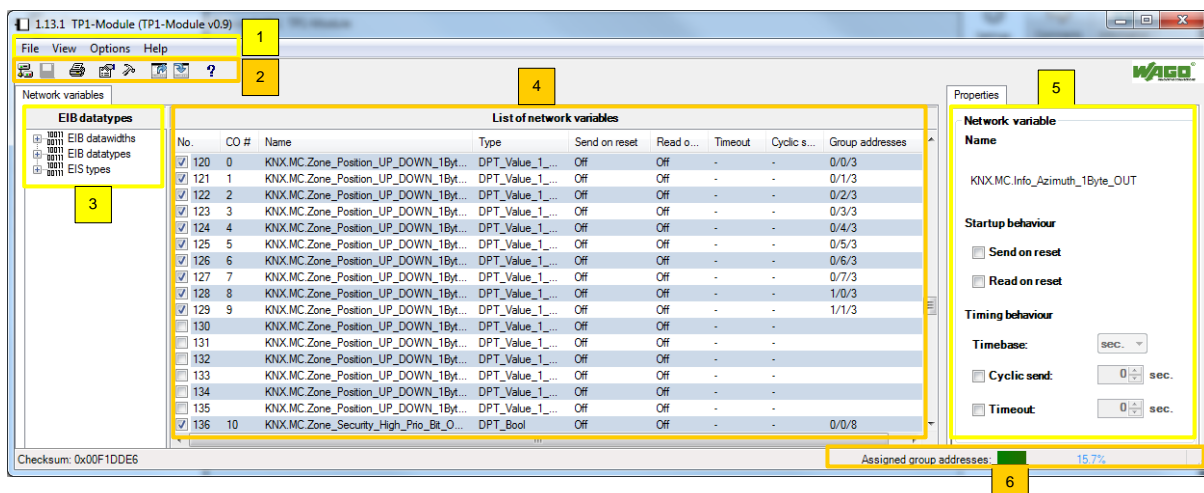 1.13.1 TP1-Module (TP1-Module v0.9)
1
File View Options Help
2
?
WAGO
Network variables
4
Properties
5
EIB datatypes
List of network variables
Network variable
EIB datawidths
EIB datatypes
EIS types
3
No. CO # Name Type Send on reset Read o... Timeout Cyclic s... Group addresses
120 0 KNX.MC.Zone_Position_UP_DOWN_1Byt... DPT_Value_1_... Off Off - - 0/0/3
121 1 KNX.MC.Zone_Position_UP_DOWN_1Byt... DPT_Value_1_... Off Off - - 0/1/3
122 2 KNX.MC.Zone_Position_UP_DOWN_1Byt... DPT_Value_1_... Off Off - - 0/2/3
123 3 KNX.MC.Zone_Position_UP_DOWN_1Byt... DPT_Value_1_... Off Off - - 0/3/3
124 4 KNX.MC.Zone_Position_UP_DOWN_1Byt... DPT_Value_1_... Off Off - - 0/4/3
125 5 KNX.MC.Zone_Position_UP_DOWN_1Byt... DPT_Value_1_... Off Off - - 0/5/3
126 6 KNX.MC.Zone_Position_UP_DOWN_1Byt... DPT_Value_1_... Off Off - - 0/6/3
127 7 KNX.MC.Zone_Position_UP_DOWN_1Byt... DPT_Value_1_... Off Off - - 0/7/3
128 8 KNX.MC.Zone_Position_UP_DOWN_1Byt... DPT_Value_1_... Off Off - - 1/0/3
129 9 KNX.MC.Zone_Position_UP_DOWN_1Byt... DPT_Value_1_... Off Off - - 1/1/3
130 KNX.MC.Zone_Position_UP_DOWN_1Byt... DPT_Value_1_... Off Off - -
131 KNX.MC.Zone_Position_UP_DOWN_1Byt... DPT_Value_1_... Off Off - -
132 KNX.MC.Zone_Position_UP_DOWN_1Byt... DPT_Value_1_... Off Off - -
133 KNX.MC.Zone_Position_UP_DOWN_1Byt... DPT_Value_1_... Off Off - -
134 KNX.MC.Zone_Position_UP_DOWN_1Byt... DPT_Value_1_... Off Off - -
135 KNX.MC.Zone_Position_UP_DOWN_1Byt... DPT_Value_1_... Off Off - -
136 10 KNX.MC.Zone_Security_High_Prio_Bit_O... DPT_Bool Off Off - - 0/0/8
Name
KNX.MC.Info_Azimuth_1Byte_OUT
Startup behaviour
Send on reset
Read on reset
Timing behaviour
Timebase: sec.
Cyclic send: 0 sec.
Timeout: 0 sec.
Checksum: 0x00F1DDE6
Assigned group addresses: 15.7%
6